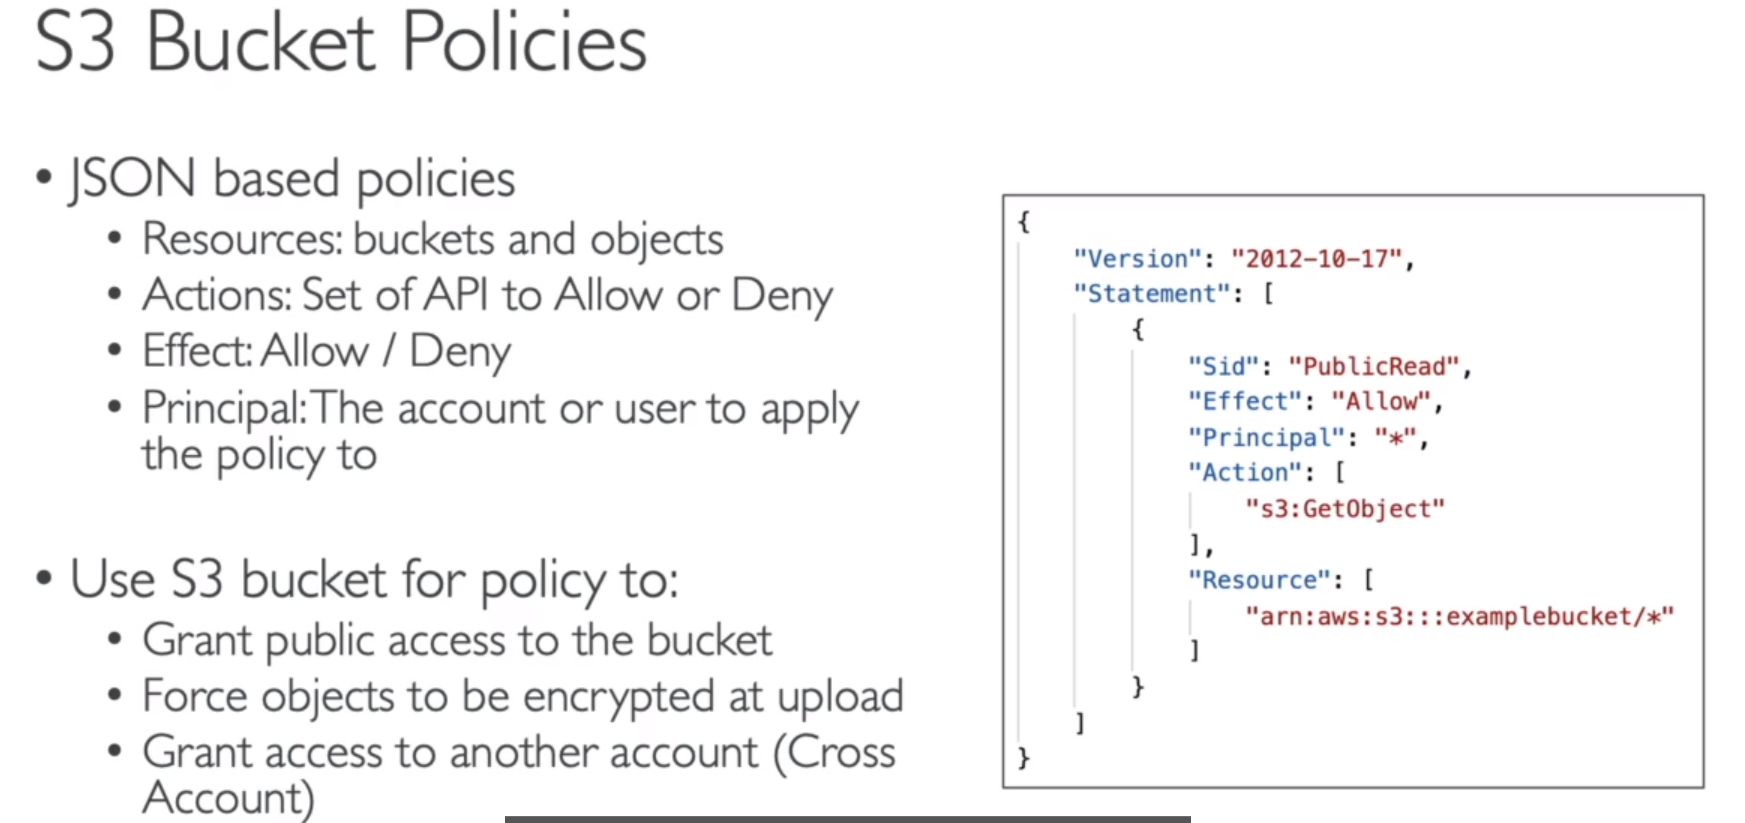 S3 Bucket Policies
• JSON based policies
• Resources: buckets and objects
• Actions: Set of API to Allow or Deny
• Effect: Allow / Deny
• Principal: The account or user to apply
the policy to
• Use S3 bucket for policy to:
• Grant public access to the bucket
• Force objects to be encrypted at upload
• Grant access to another account (Cross
Account)
{
"Version": "2012-10-17",
"Statement": [
{
"Sid": "PublicRead",
"Effect": "Allow",
"Principal": "*",
"Action": [
"s3:GetObject"
],
"Resource": [
"arn:aws:s3:::examplebucket/*"
]
}
]
}